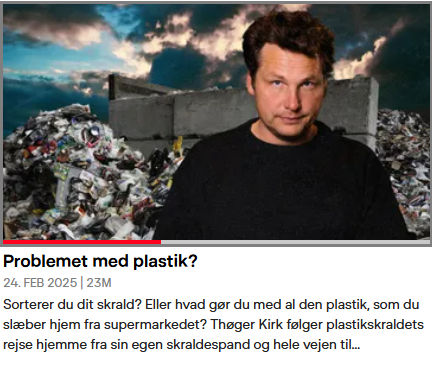 Problemet med plastik?
24. FEB 2025 | 23M
Sorterer du dit skrald? Eller hvad gør du med al den plastik, som du
slæber hjem fra supermarkedet? Thøger Kirk følger plastikskraldets
rejse hjemme fra sin egen skraldespand og hele vejen til...